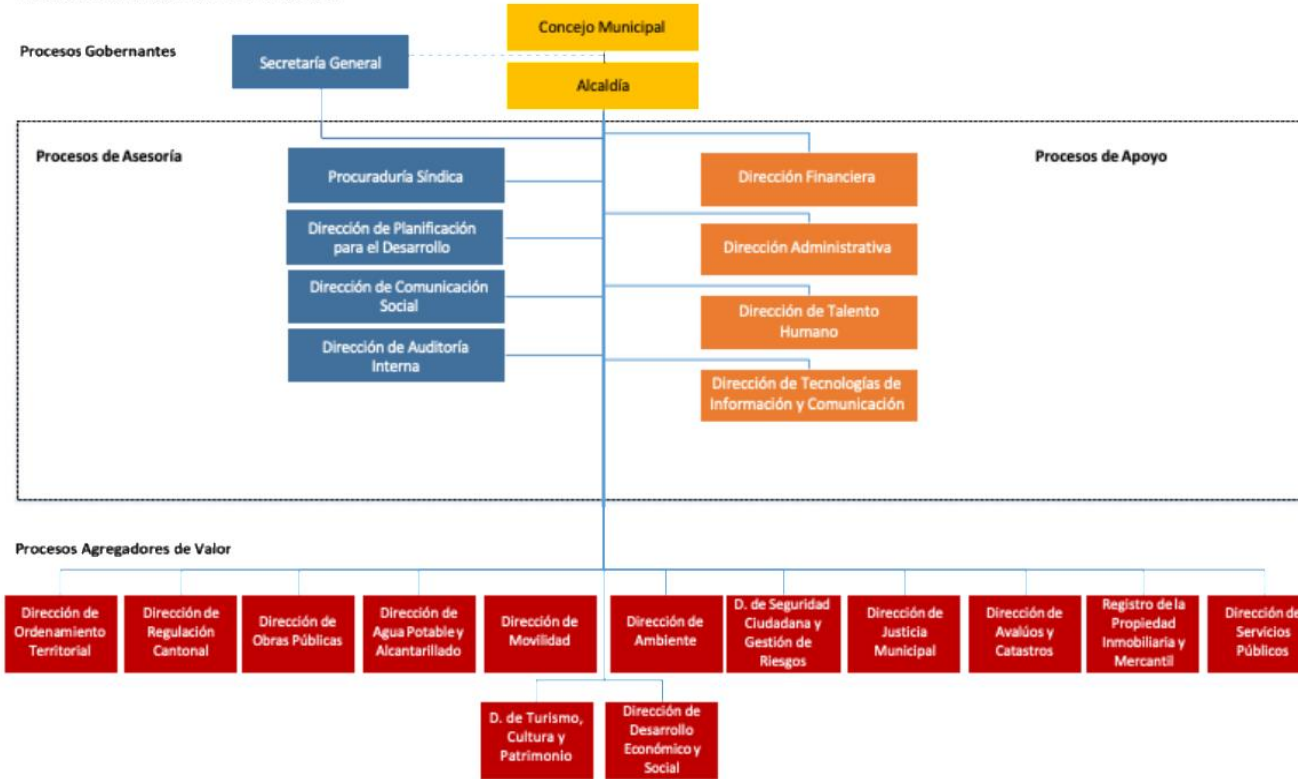 Concejo Municipal
Procesos Gobernantes
Secretaría General
Alcaldía
Procesos de Asesoría
Procesos de Apoyo
Procuraduría Síndica
Dirección Financiera
Dirección de Planificación
para el Desarrollo
Dirección Administrativa
Dirección de Comunicación
Social
Dirección de Talento
Humano
Dirección de Auditoría
Interna
Dirección de Tecnologías de
Información y Comunicación
Procesos Agregadores de Valor
Dirección de
Ordenamiento
Territorial
Dirección de
Regulación
Cantonal
Dirección de
Obras Públicas
Dirección de
Agua Potable y
Alcantarillado
Dirección de
Movilidad
Dirección de
Ambiente
D. de Seguridad
Ciudadana y
Gestión de
Riesgos
Dirección de
Justicia
Municipal
Dirección de
Avalúos y
Catastros
Registro de la
Propiedad
Inmobiliaria y
Mercantil
Dirección de
Servicios
Públicos
D. de Turismo,
Cultura y
Patrimonio
Dirección de
Desarrollo
Económico y
Social